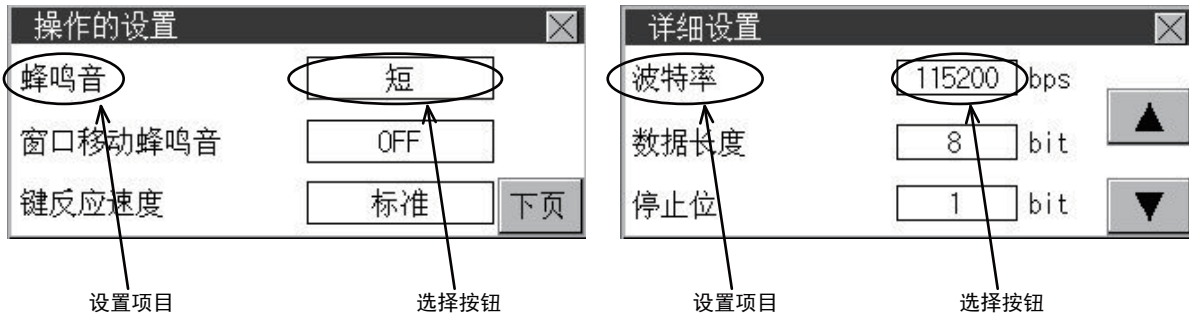 操作的设置
蜂鸣音 短
窗口移动蜂鸣音 OFF
键反应速度 标准 下页
设置项目 选择按钮
详细设置
波特率 115200 bps
数据长度 8 bit
停止位 1 bit
设置项目 选择按钮